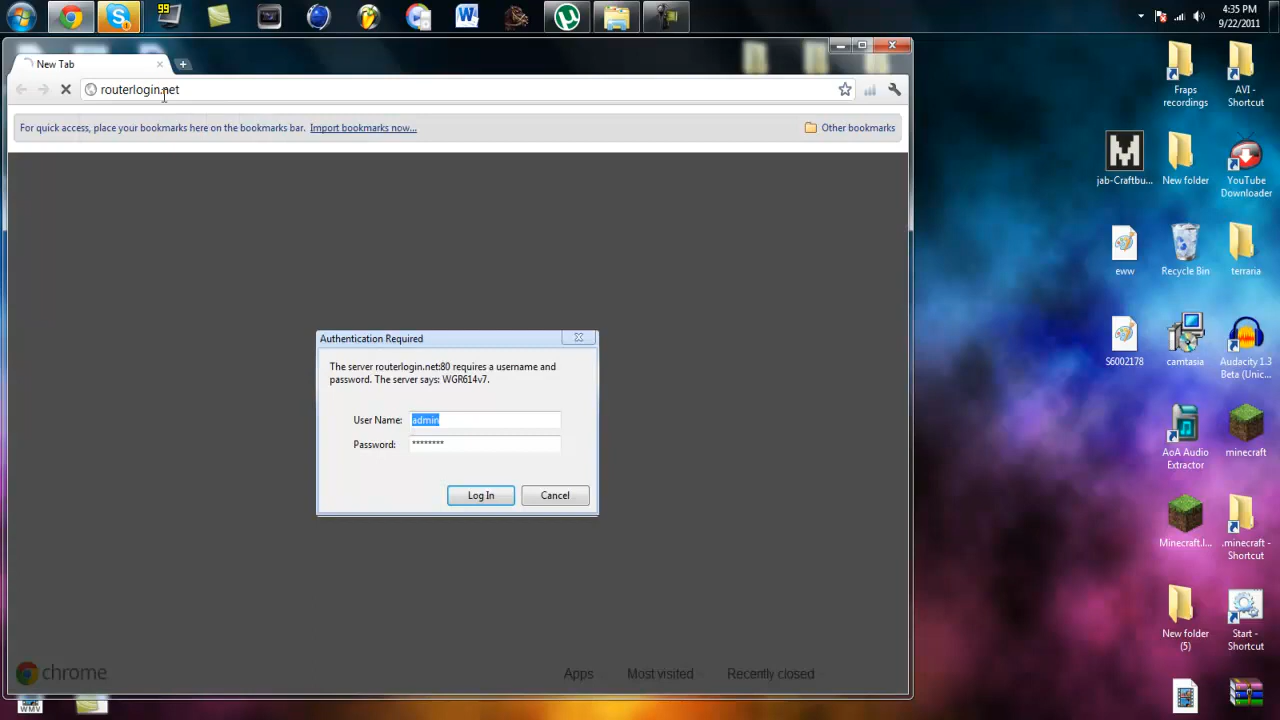 99
4:35 PM
9/22/2011
New Tab
routerlogin.net
For quick access, place your bookmarks here on the bookmarks bar. Import bookmarks now...
Other bookmarks
Authentication Required
The server routerlogin.net:80 requires a username and
password. The server says: WGR614v7.
User Name: admin
Password: ********
Log In
Cancel
chrome
Apps
Most visited
Recently closed
Fraps
recordings
AVI -
Shortcut
jab-Craftbu...
New folder
YouTube
Downloader
eww
Recycle Bin
terraria
S6002178
camtasia
Audacity 1.3
Beta (Unic...
AoA Audio
Extractor
minecraft
Minecraft.l...
.minecraft -
Shortcut
New folder
(5)
Start -
Shortcut
WMV